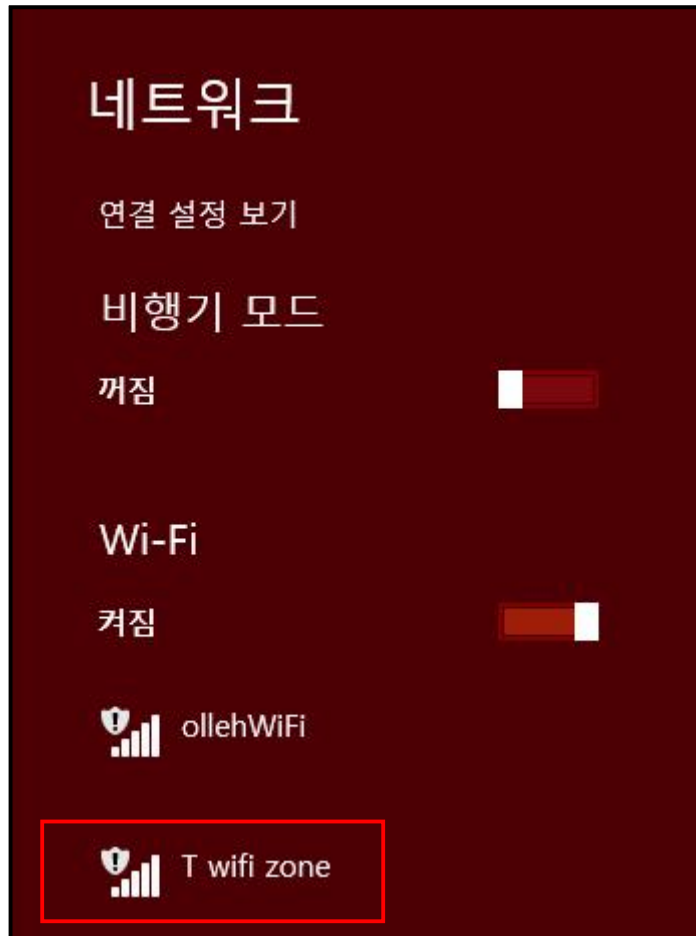 네트워크
연결 설정 보기
비행기 모드
꺼짐
Wi-Fi
켜짐
ollehWiFi
T wifi zone